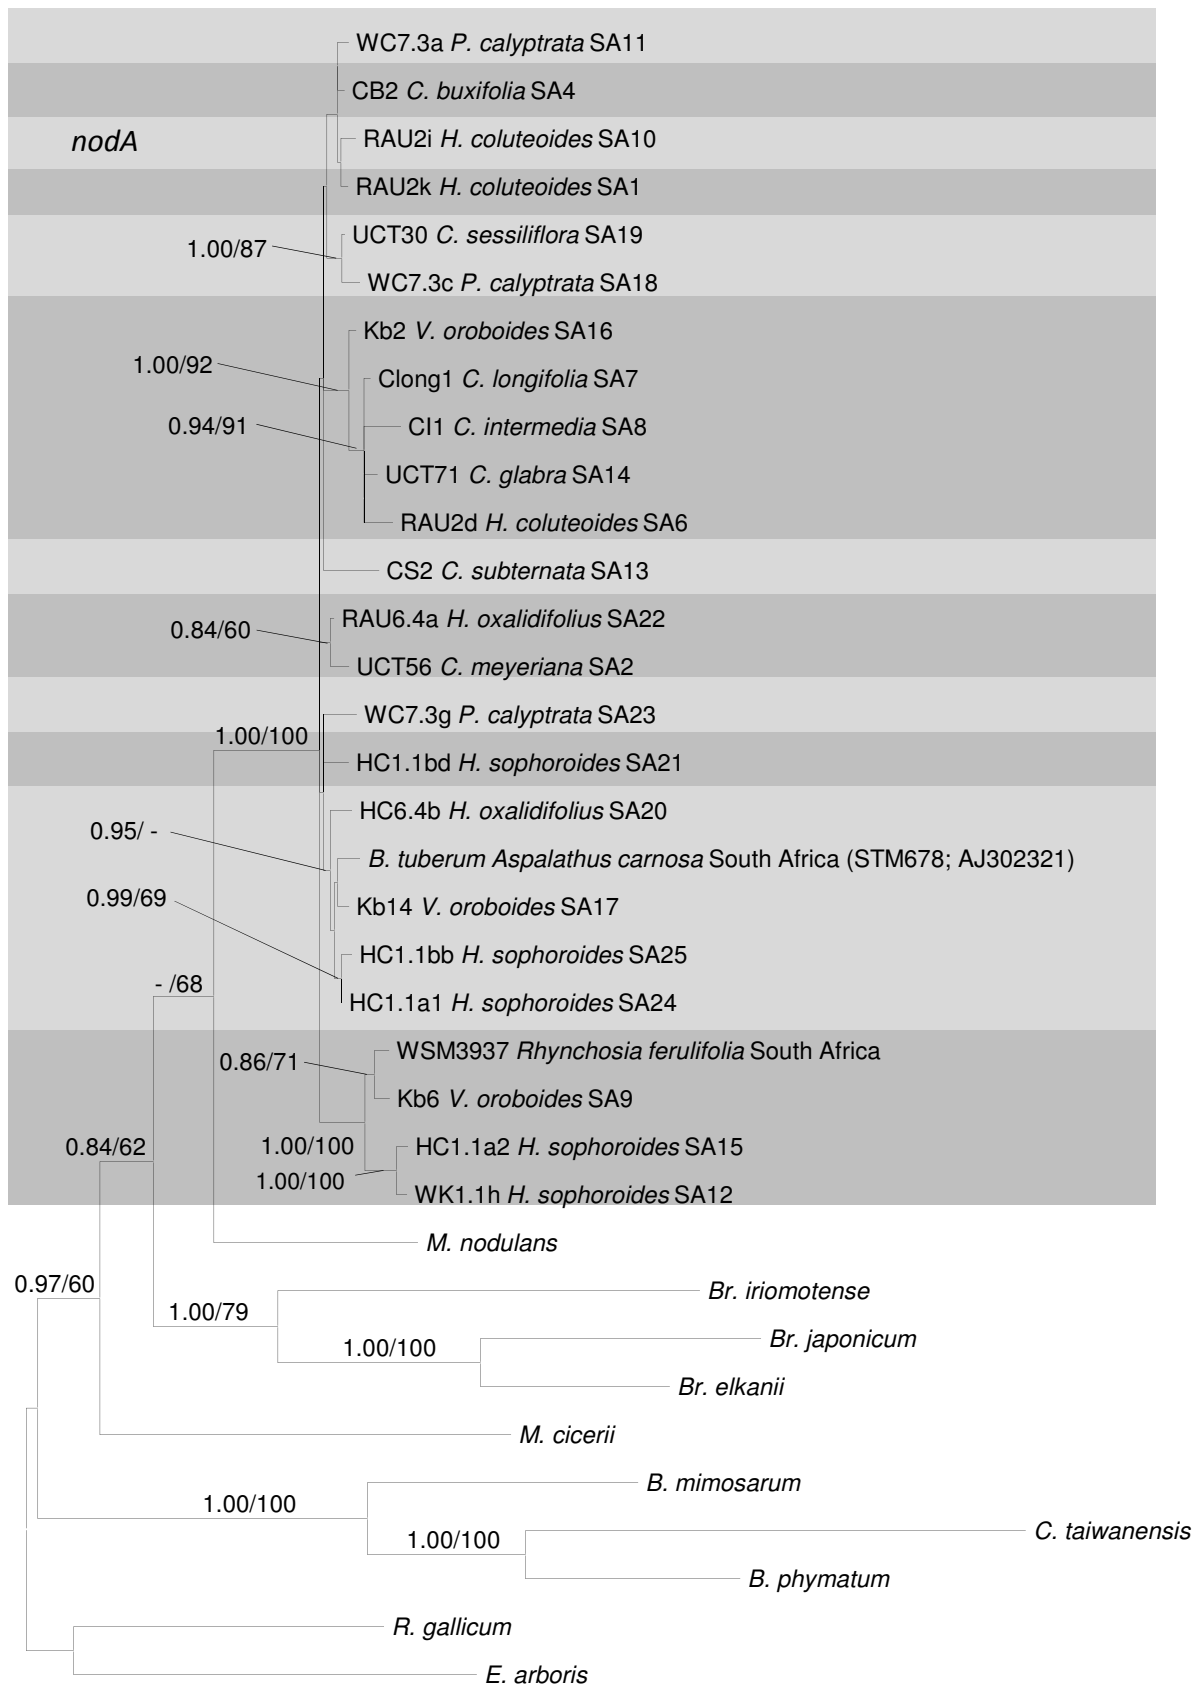 WC7.3a P. calyptrata SA11
CB2 C. buxifolia SA4
nodA
RAU2i H. coluteoides SA10
RAU2k H. coluteoides SA1
UCT30 C. sessiliflora SA19
1.00/87
WC7.3c P. calyptrata SA18
Kb2 V. oroboides SA16
1.00/92
Clong1 C. longifolia SA7
0.94/91
CI1 C. intermedia SA8
UCT71 C. glabra SA14
RAU2d H. coluteoides SA6
CS2 C. subternata SA13
RAU6.4a H. oxalidifolius SA22
0.84/60
UCT56 C. meyeriana SA2
WC7.3g P. calyptrata SA23
1.00/100
HC1.1bd H. sophoroides SA21
HC6.4b H. oxalidifolius SA20
0.95/ -
B. tuberum Aspalathus carnosa South Africa (STM678; AJ302321)
0.99/69
Kb14 V. oroboides SA17
HC1.1bb H. sophoroides SA25
- /68
HC1.1a1 H. sophoroides SA24
WSM3937 Rhynchosia ferulifolia South Africa
0.86/71
Kb6 V. oroboides SA9
0.84/62
1.00/100
HC1.1a2 H. sophoroides SA15
1.00/100
WK1.1h H. sophoroides SA12
M. nodulans
0.97/60
Br. iriomotense
1.00/79
Br. japonicum
1.00/100
Br. elkanii
M. cicerii
B. mimosarum
1.00/100
C. taiwanensis
1.00/100
B. phymatum
R. gallicum
E. arboris